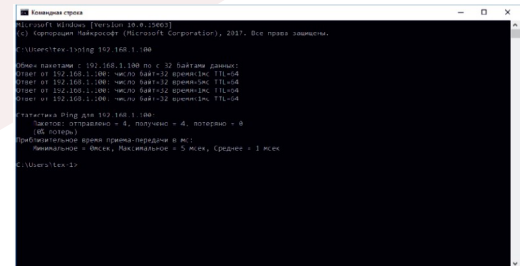 Командная строка
Microsoft Windows [Version 10.0.15063]
(c) Корпорация Майкрософт (Microsoft Corporation), 2017. Все права защищены.
C:\Users\tex-1>ping 192.168.1.100
Обмен пакетами с 192.168.1.100 по с 32 байтами данных:
Ответ от 192.168.1.100: число байт=32 время=1мс TTL=64
Ответ от 192.168.1.100: число байт=32 время=5мс TTL=64
Ответ от 192.168.1.100: число байт=32 время=1мс TTL=64
Ответ от 192.168.1.100: число байт=32 время<1мс TTL=64
Статистика Ping для 192.168.1.100:
Пакетов: отправлено = 4, получено = 4, потеряно = 0
(0% потерь)
Приблизительное время приема-передачи в мс:
Минимальное = 0мсек, Максимальное = 5 мсек, Среднее = 1 мсек
C:\Users\tex-1>